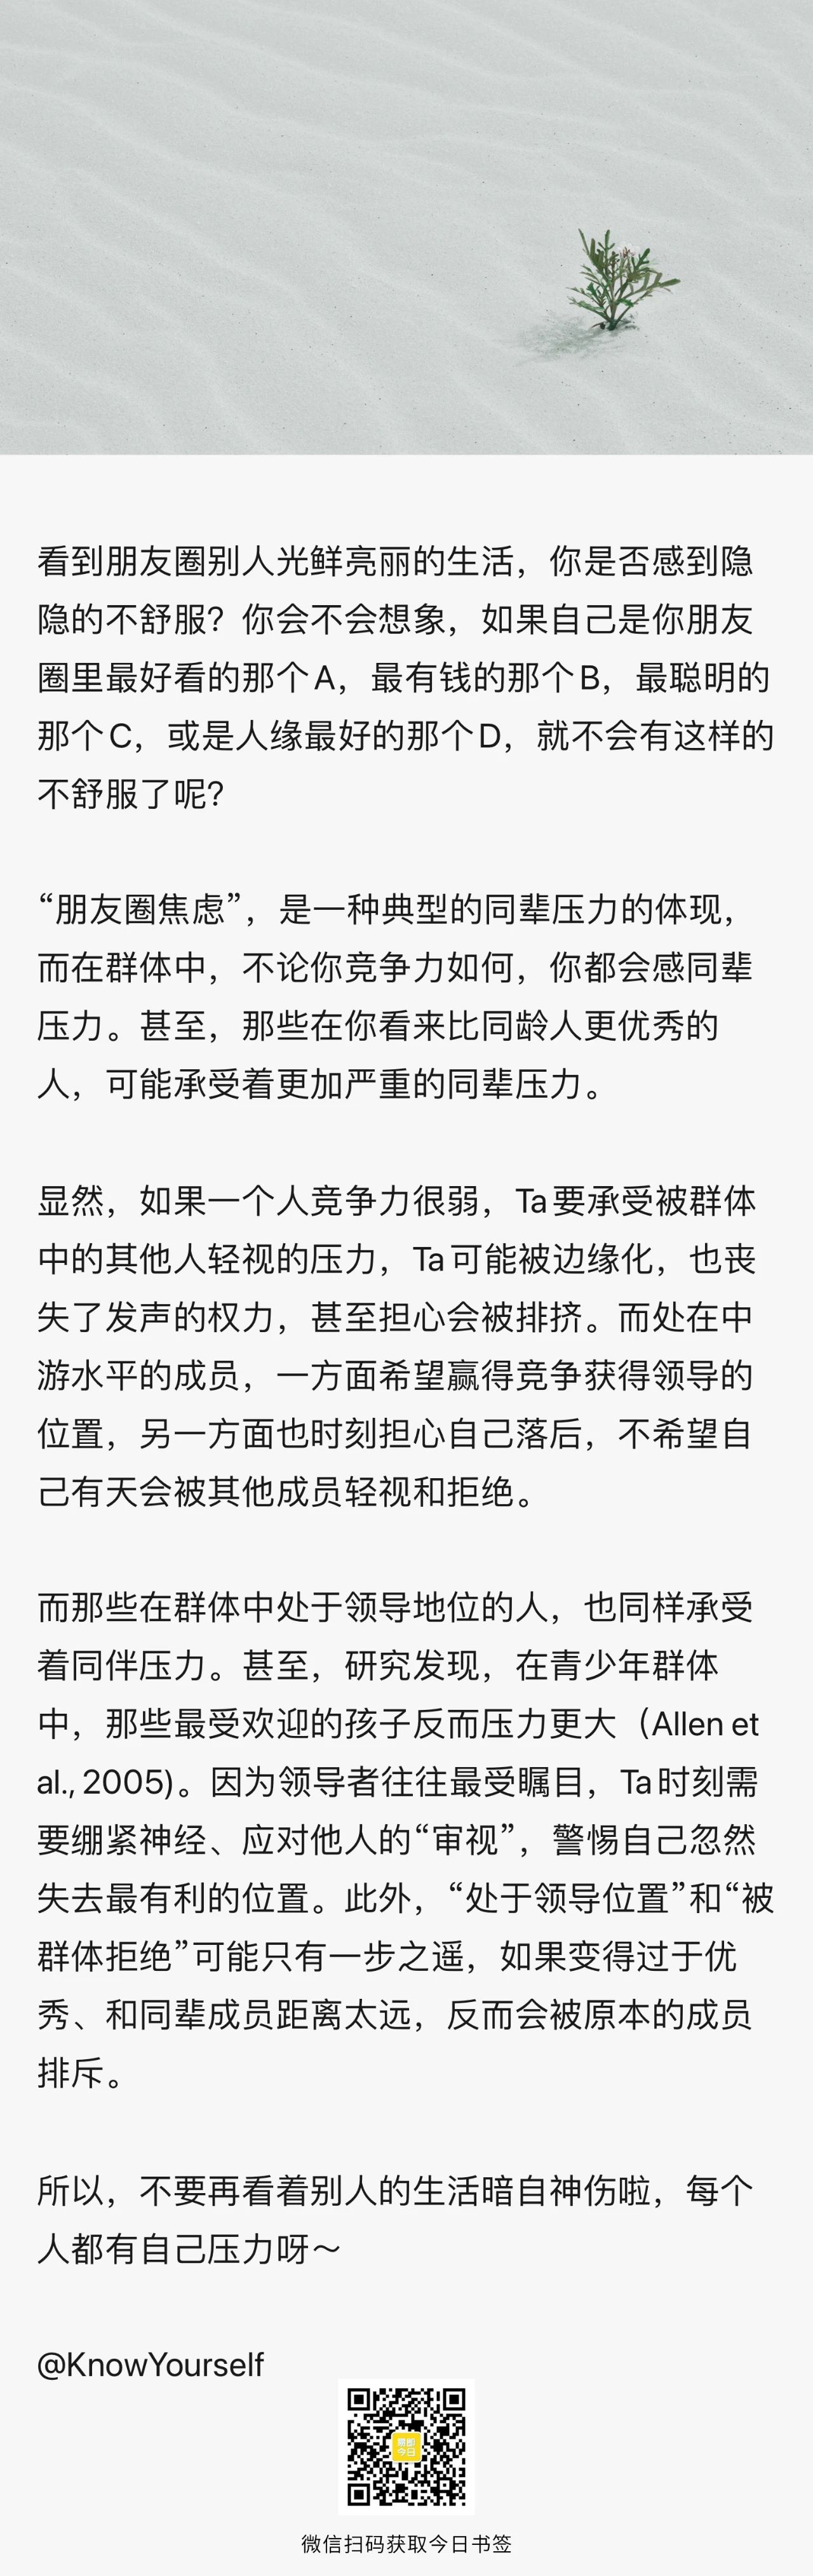 看到朋友圈别人光鲜亮丽的生活，你是否感到隐
隐的不舒服？你会不会想象，如果自己是你朋友
圈里最好看的那个A，最有钱的那个B，最聪明的
那个C，或是人缘最好的那个D，就不会有这样的
不舒服了呢？
“朋友圈焦虑”，是一种典型的同辈压力的体现，
而在群体中，不论你竞争力如何，你都会感同辈
压力。甚至，那些在你看来比同龄人更优秀的
人，可能承受着更加严重的同辈压力。
显然，如果一个人竞争力很弱，Ta要承受被群体
中的其他人轻视的压力，Ta可能被边缘化，也丧
失了发声的权力，甚至担心会被排挤。而处在中
游水平的成员，一方面希望赢得竞争获得领导的
位置，另一方面也时刻担心自己落后，不希望自
己有天会被其他成员轻视和拒绝。
而那些在群体中处于领导地位的人，也同样承受
着同伴压力。甚至，研究发现，在青少年群体
中，那些最受欢迎的孩子反而压力更大（Allen et
al., 2005)。因为领导者往往最受瞩目，Ta时刻需
要绷紧神经、应对他人的“审视”，警惕自己忽然
失去最有利的位置。此外，“处于领导位置”和“被
群体拒绝”可能只有一步之遥，如果变得过于优
秀、和同辈成员距离太远，反而会被原本的成员
排斥。
所以，不要再看着别人的生活暗自神伤啦，每个
人都有自己压力呀～
@KnowYourself
微信扫码获取今日书签